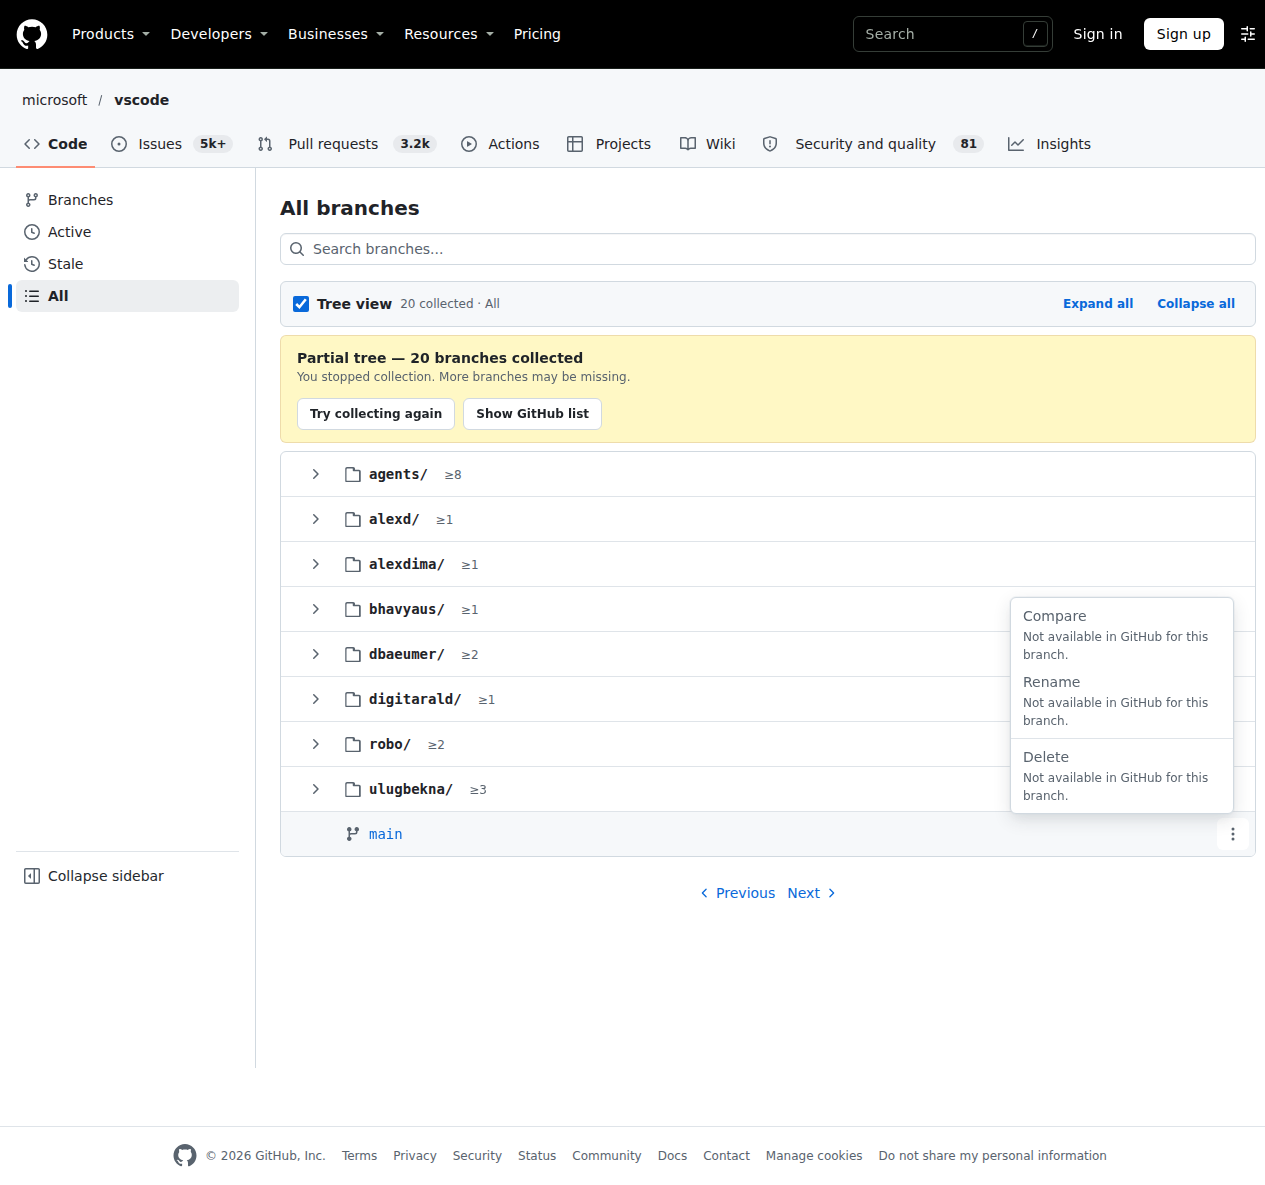 Products Developers Businesses Resources Pricing Search / Sign in Sign up
microsoft / vscode
Code Issues 5k+ Pull requests 3.2k Actions Projects Wiki Security and quality 81 Insights
Branches
Active
Stale
All
Collapse sidebar
All branches
Search branches...
Tree view 20 collected · All Expand all Collapse all
Partial tree — 20 branches collected
You stopped collection. More branches may be missing.
Try collecting again Show GitHub list
agents/ ≥8
alexd/ ≥1
alexdima/ ≥1
bhavyaus/ ≥1
dbaeumer/ ≥2
digitarald/ ≥1
robo/ ≥2
ulugbekna/ ≥3
main
Compare
Not available in GitHub for this
branch.
Rename
Not available in GitHub for this
branch.
Delete
Not available in GitHub for this
branch.
Previous Next
© 2026 GitHub, Inc. Terms Privacy Security Status Community Docs Contact Manage cookies Do not share my personal information